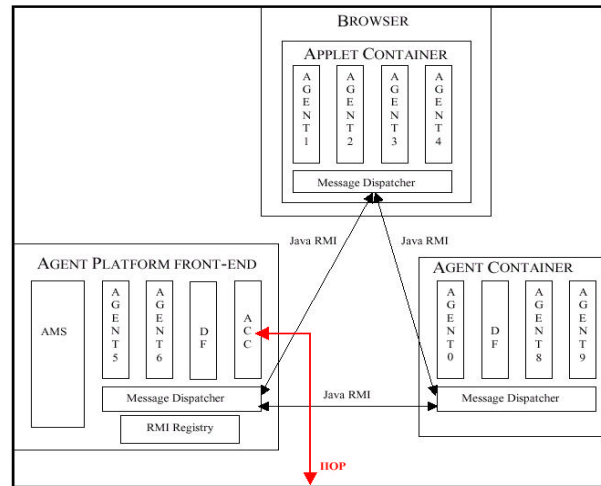 BROWSER
APPLET CONTAINER
AGENT1
AGENT2
AGENT3
AGENT4
Message Dispatcher
Java RMI
Java RMI
AGENT PLATFORM FRONT-END
AMS
AGENT5
AGENT6
DF
ACC
Message Dispatcher
RMI Registry
Java RMI
AGENT CONTAINER
AGENT0
DF
AGENT8
AGENT9
Message Dispatcher
IIOP